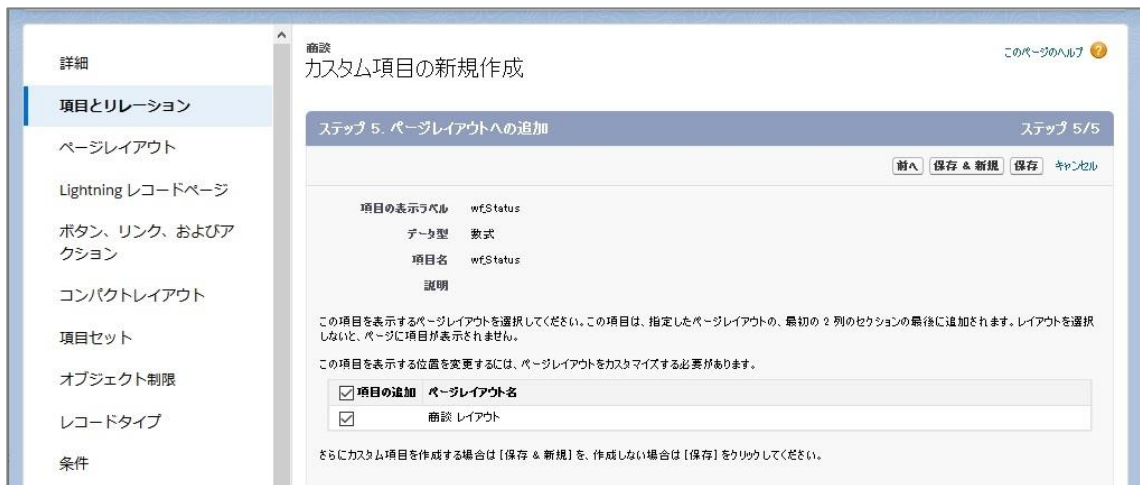 詳細
項目とリレーション
ページレイアウト
Lightning レコードページ
ボタン、リンク、およびア
クション
コンパクトレイアウト
項目セット
オブジェクト制限
レコードタイプ
条件
商談
カスタム項目の新規作成
このページのヘルプ
ステップ 5. ページレイアウトへの追加
ステップ 5/5
前へ 保存 & 新規 保存 キャンセル
項目の表示ラベル wf_Status
データ型 数式
項目名 wf_Status
説明
この項目を表示するページレイアウトを選択してください。この項目は、指定したページレイアウトの、最初の 2 列のセクションの最後に追加されます。レイアウトを選択
しないと、ページに項目が表示されません。
この項目を表示する位置を変更するには、ページレイアウトをカスタマイズする必要があります。
項目の追加 ページレイアウト名
商談 レイアウト
さらにカスタム項目を作成する場合は [保存 & 新規] を、作成しない場合は [保存] をクリックしてください。